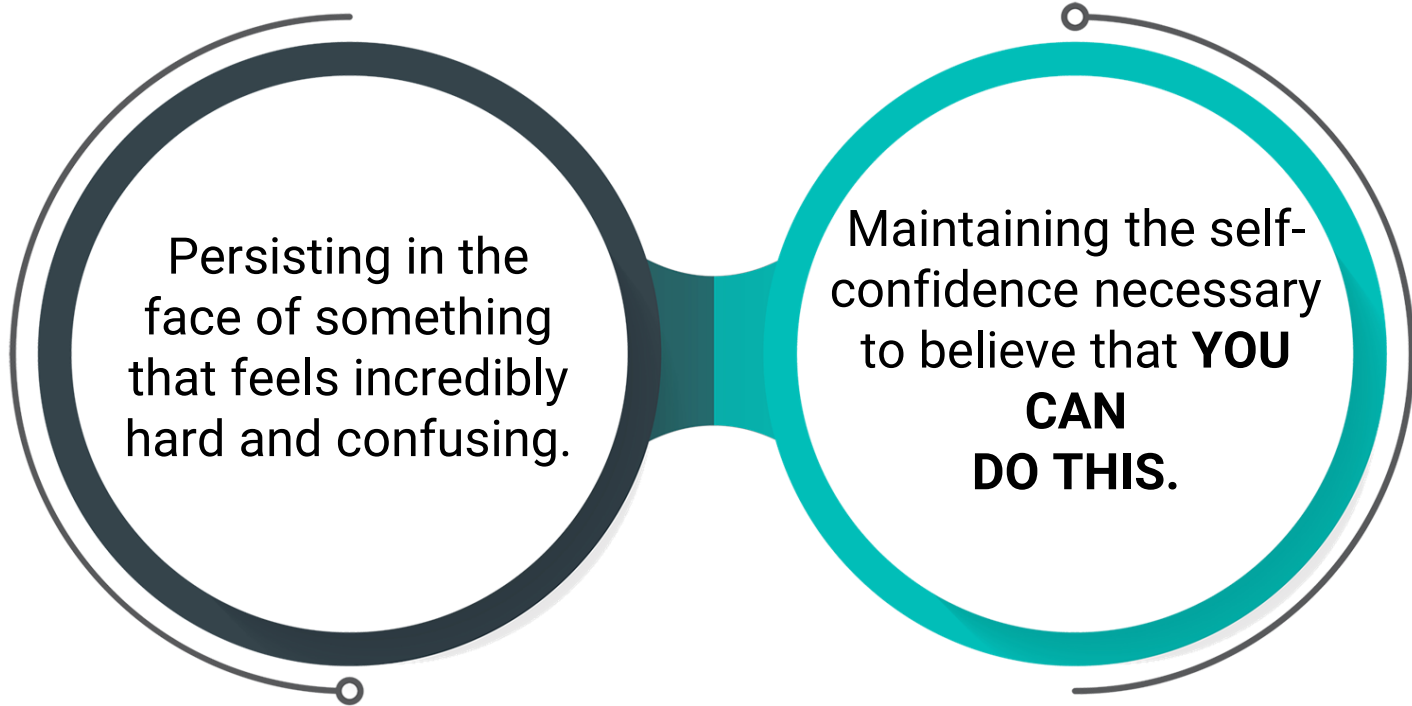 Persisting in the
face of something
that feels incredibly
hard and confusing.
Maintaining the self-
confidence necessary
to believe that YOU
CAN
DO THIS.